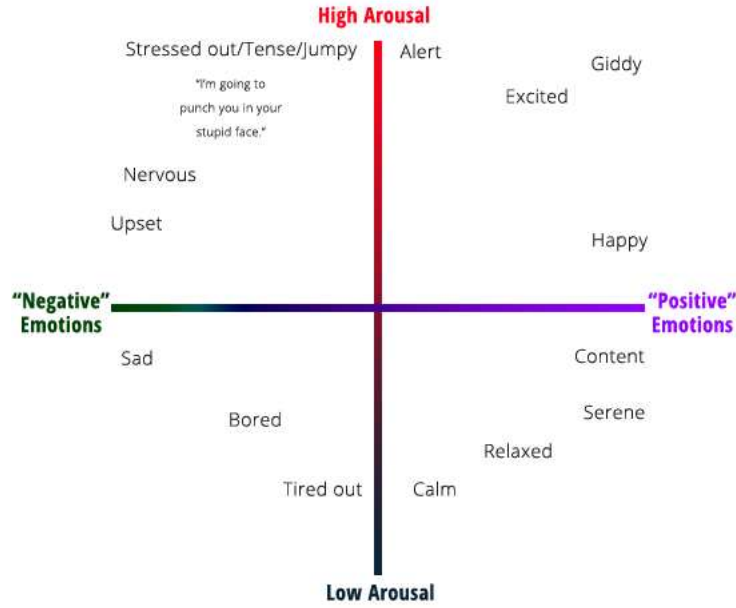 High Arousal
Stressed out/Tense/Jumpy
Alert
Giddy
"I'm going to
punch you in your
stupid face."
Excited
Nervous
Upset
Happy
“Negative”
Emotions
“Positive”
Emotions
Sad
Content
Bored
Serene
Relaxed
Tired out
Calm
Low Arousal